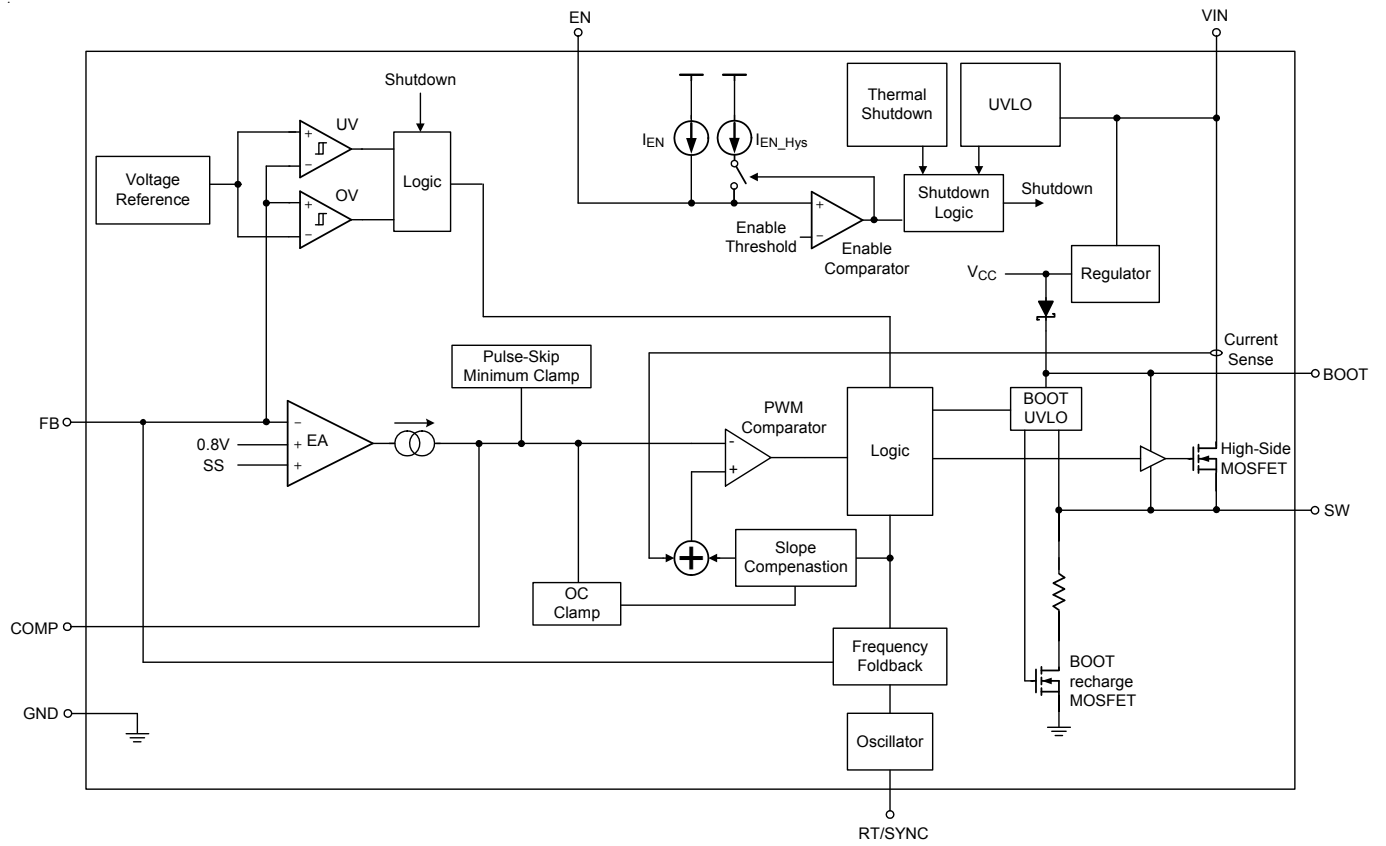 EN
VIN
Shutdown
Thermal
Shutdown
UVLO
UV
IEN
IEN_Hys
Voltage
Reference
Logic
OV
Shutdown
Logic
Shutdown
Enable
Threshold
Enable
Comparator
VCC
Regulator
Current
Sense
Pulse-Skip
Minimum Clamp
BOOT
BOOT
UVLO
PWM
Comparator
FB
EA
0.8V
SS
Logic
High-Side
MOSFET
SW
Slope
Compenastion
OC
Clamp
COMP
Frequency
Foldback
BOOT
recharge
MOSFET
GND
Oscillator
RT/SYNC